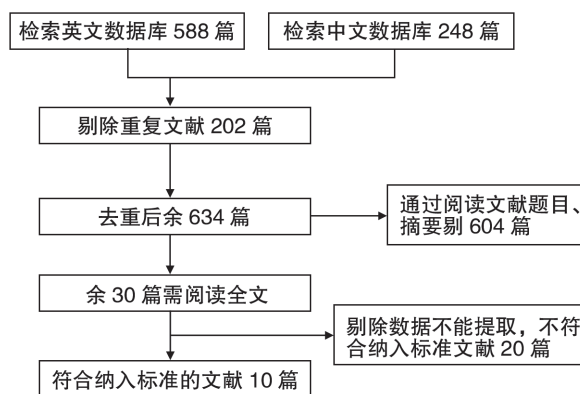 检索英文数据库 588 篇
检索中文数据库 248 篇
剔除重复文献 202 篇
去重后余 634 篇
通过阅读文献题目、
摘要剔 604 篇
余 30 篇需阅读全文
剔除数据不能提取，不符
合纳入标准文献 20 篇
符合纳入标准的文献 10 篇